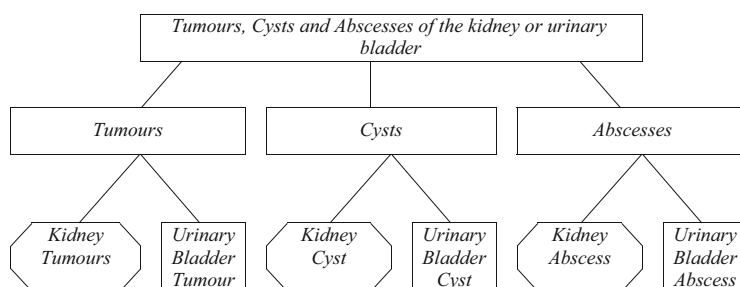 Tumours, Cysts and Abscesses of the kidney or urinary
bladder
Tumours
Cysts
Abscesses
Kidney
Tumours
Urinary
Bladder
Tumour
Kidney
Cyst
Urinary
Bladder
Cyst
Kidney
Abscess
Urinary
Bladder
Abscess